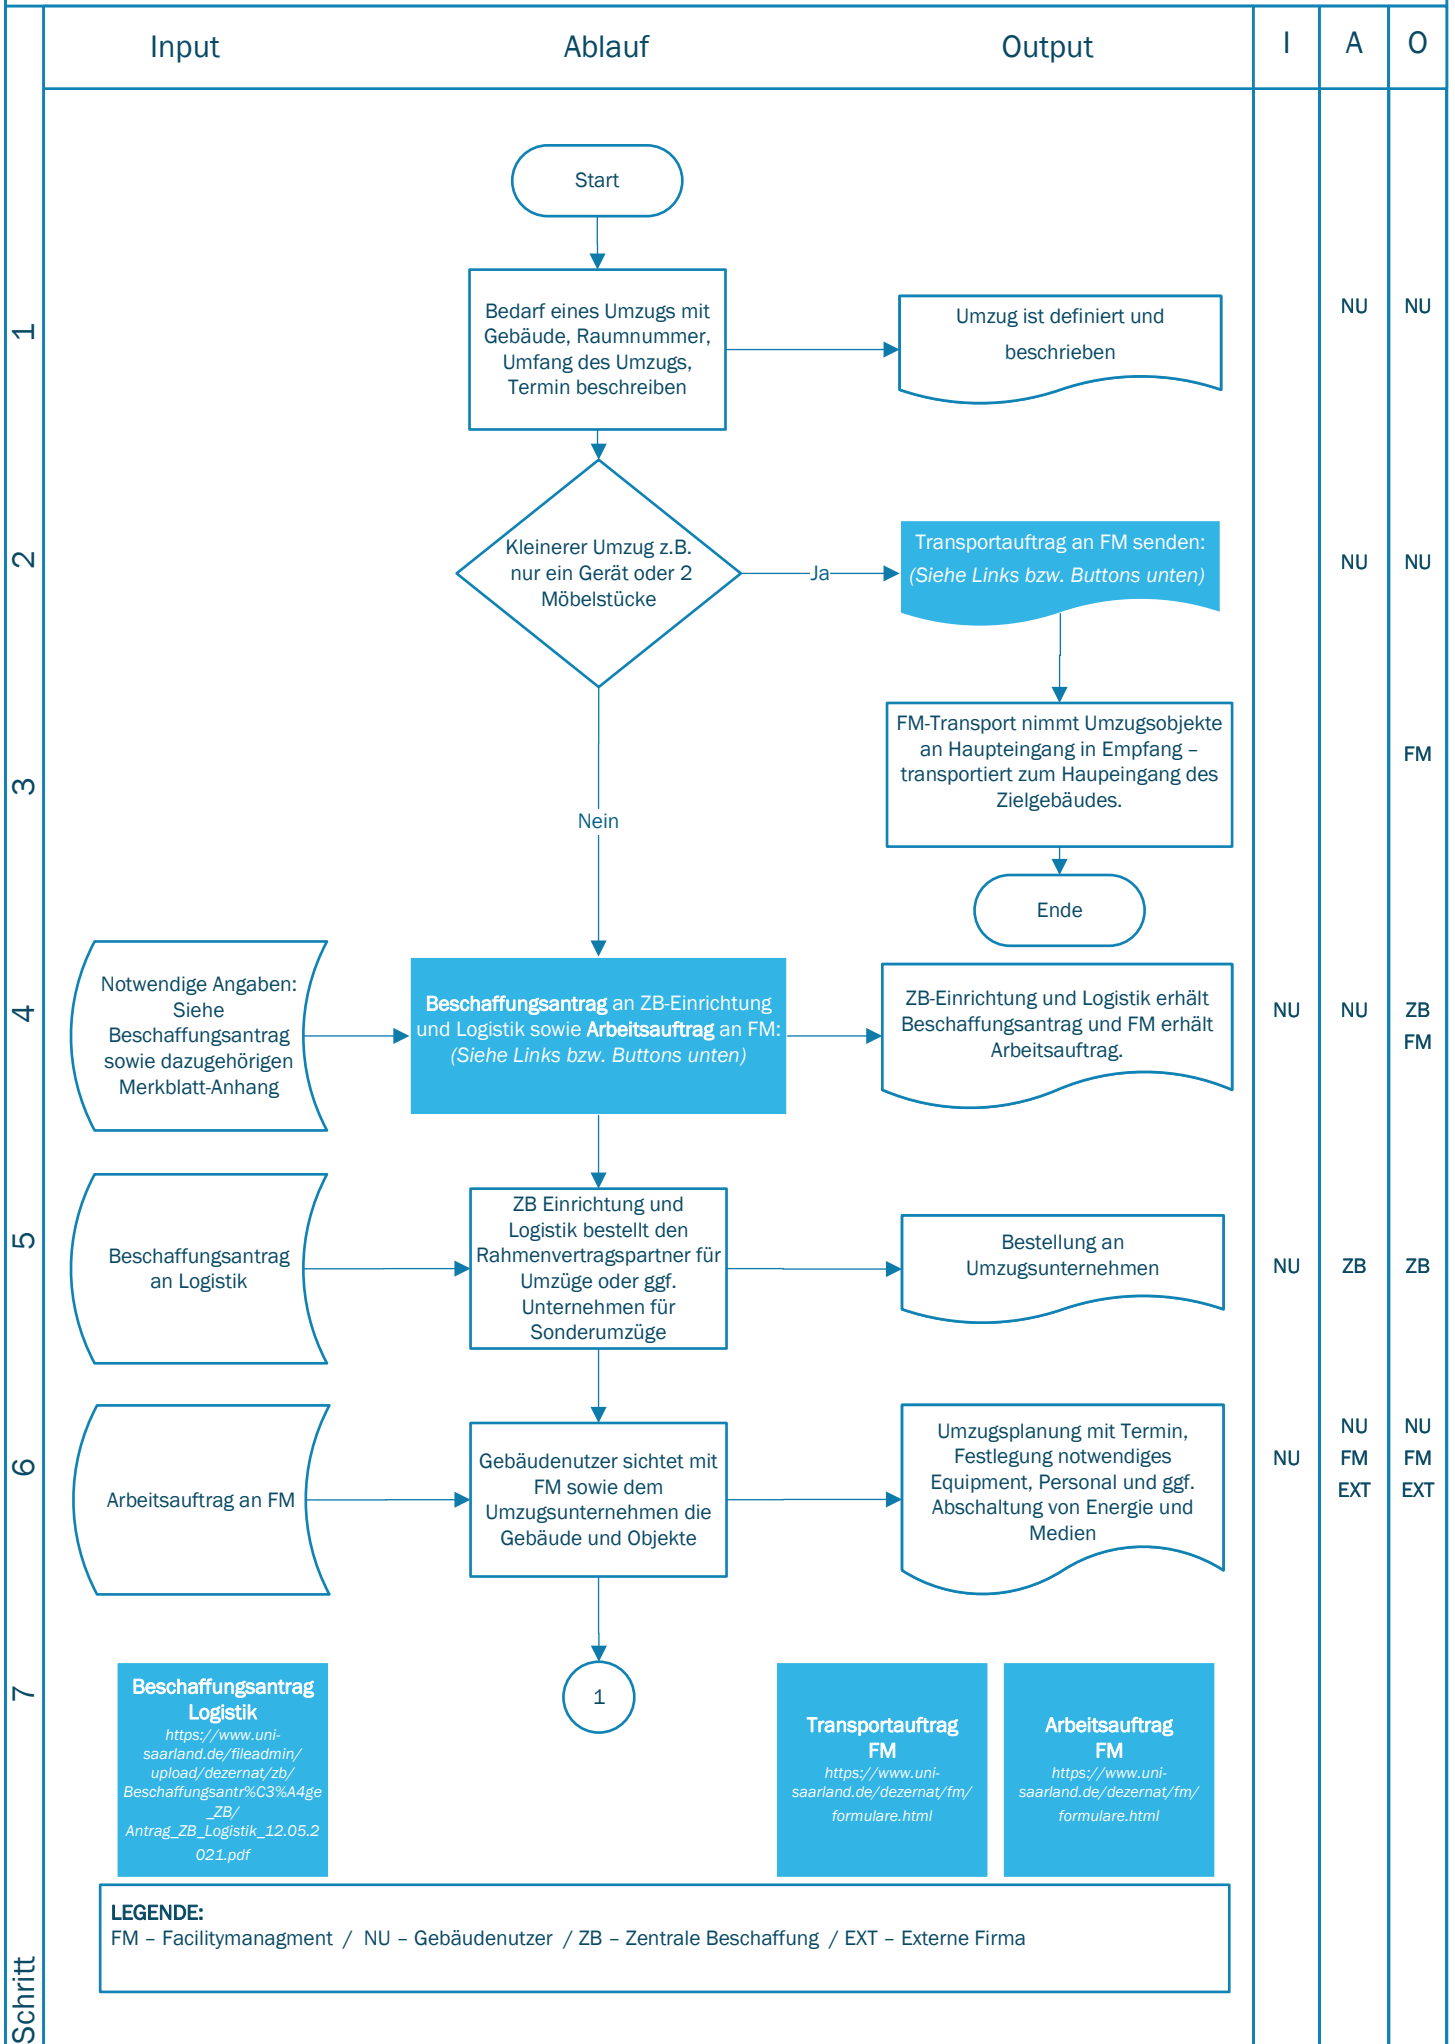 Input
Ablauf
Output
I
A
O
Start
1
Bedarf eines Umzugs mit
Gebäude, Raumnummer,
Umfang des Umzugs,
Termin beschreiben
Umzug ist definiert und
beschrieben
NU
NU
2
Kleinerer Umzug z.B.
nur ein Gerät oder 2
Möbelstücke
Ja
Transportauftrag an FM senden:
(Siehe Links bzw. Buttons unten)
NU
NU
3
Nein
FM-Transport nimmt Umzugsobjekte
an Haupteingang in Empfang –
transportiert zum Haupeingang des
Zielgebäudes.
FM
Ende
4
Notwendige Angaben:
Siehe
Beschaffungsantrag
sowie dazugehörigen
Merkblatt-Anhang
Beschaffungsantrag an ZB-Einrichtung
und Logistik sowie Arbeitsauftrag an FM:
(Siehe Links bzw. Buttons unten)
ZB-Einrichtung und Logistik erhält
Beschaffungsantrag und FM erhält
Arbeitsauftrag.
NU
NU
ZB
FM
5
Beschaffungsantrag
an Logistik
ZB Einrichtung und
Logistik bestellt den
Rahmenvertragspartner für
Umzüge oder ggf.
Unternehmen für
Sonderumzüge
Bestellung an
Umzugsunternehmen
NU
ZB
ZB
6
Arbeitsauftrag an FM
Gebäudenutzer sichtet mit
FM sowie dem
Umzugsunternehmen die
Gebäude und Objekte
Umzugsplanung mit Termin,
Festlegung notwendiges
Equipment, Personal und ggf.
Abschaltung von Energie und
Medien
NU
NU
FM
EXT
NU
FM
EXT
7
Beschaffungsantrag
Logistik
https://www.uni-
saarland.de/fileadmin/
upload/dezernat/zb/
Beschaffungsantr%C3%A4ge
_ZB/
Antrag_ZB_Logistik_12.05.2
021.pdf
1
Transportauftrag
FM
https://www.uni-
saarland.de/dezernat/fm/
formulare.html
Arbeitsauftrag
FM
https://www.uni-
saarland.de/dezernat/fm/
formulare.html
LEGENDE:
FM – Facilitymanagment / NU – Gebäudenutzer / ZB – Zentrale Beschaffung / EXT – Externe Firma
Schritt